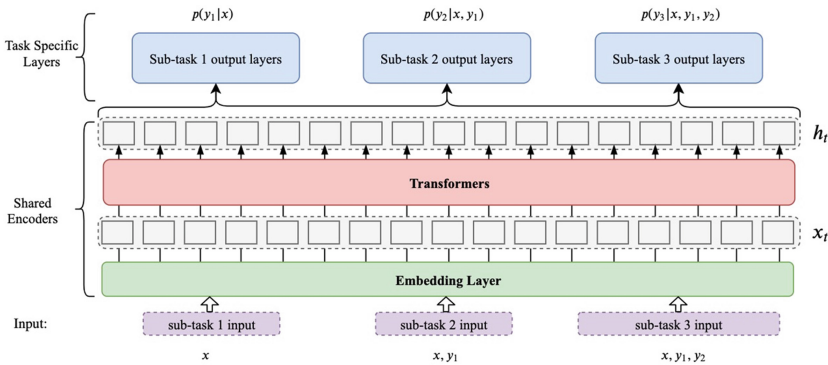 p(y₁|x) p(y₂|x, y₁) p(y₃|x, y₁, y₂)
Task Specific
Layers
Sub-task 1 output layers Sub-task 2 output layers Sub-task 3 output layers
hₜ
Transformers
Shared
Encoders
xₜ
Embedding Layer
Input: sub-task 1 input sub-task 2 input sub-task 3 input
x x, y₁ x, y₁, y₂